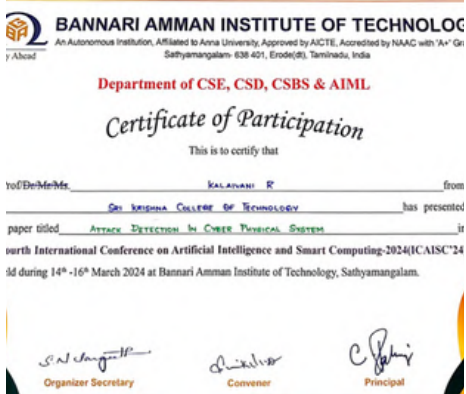 BANNARI AMMAN INSTITUTE OF TECHNOLOG
y Ahead
An Autonomous Institution, Affiliated to Anna University, Approved by AICTE, Accredited by NAAC with 'A+' Gr
Sathyamangalam- 638 401, Erode(dt), Tamilnadu, India
Department of CSE, CSD, CSBS & AIML
Certificate of Participation
This is to certify that
rof/Dr/Mr/Ms. KALAIVANI R from
SRI KRISHNA COLLEGE OF TECHNOLOGY has presented
paper titled ATTACK DETECTION IN CYBER PHYSICAL SYSTEM in
ourth International Conference on Artificial Intelligence and Smart Computing-2024(ICAISC'24)
ld during 14th -16th March 2024 at Bannari Amman Institute of Technology, Sathyamangalam.
Organizer Secretary Convener Principal